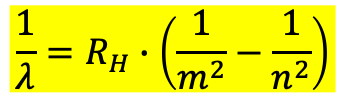 1/λ = R_H · (1/m² − 1/n²)